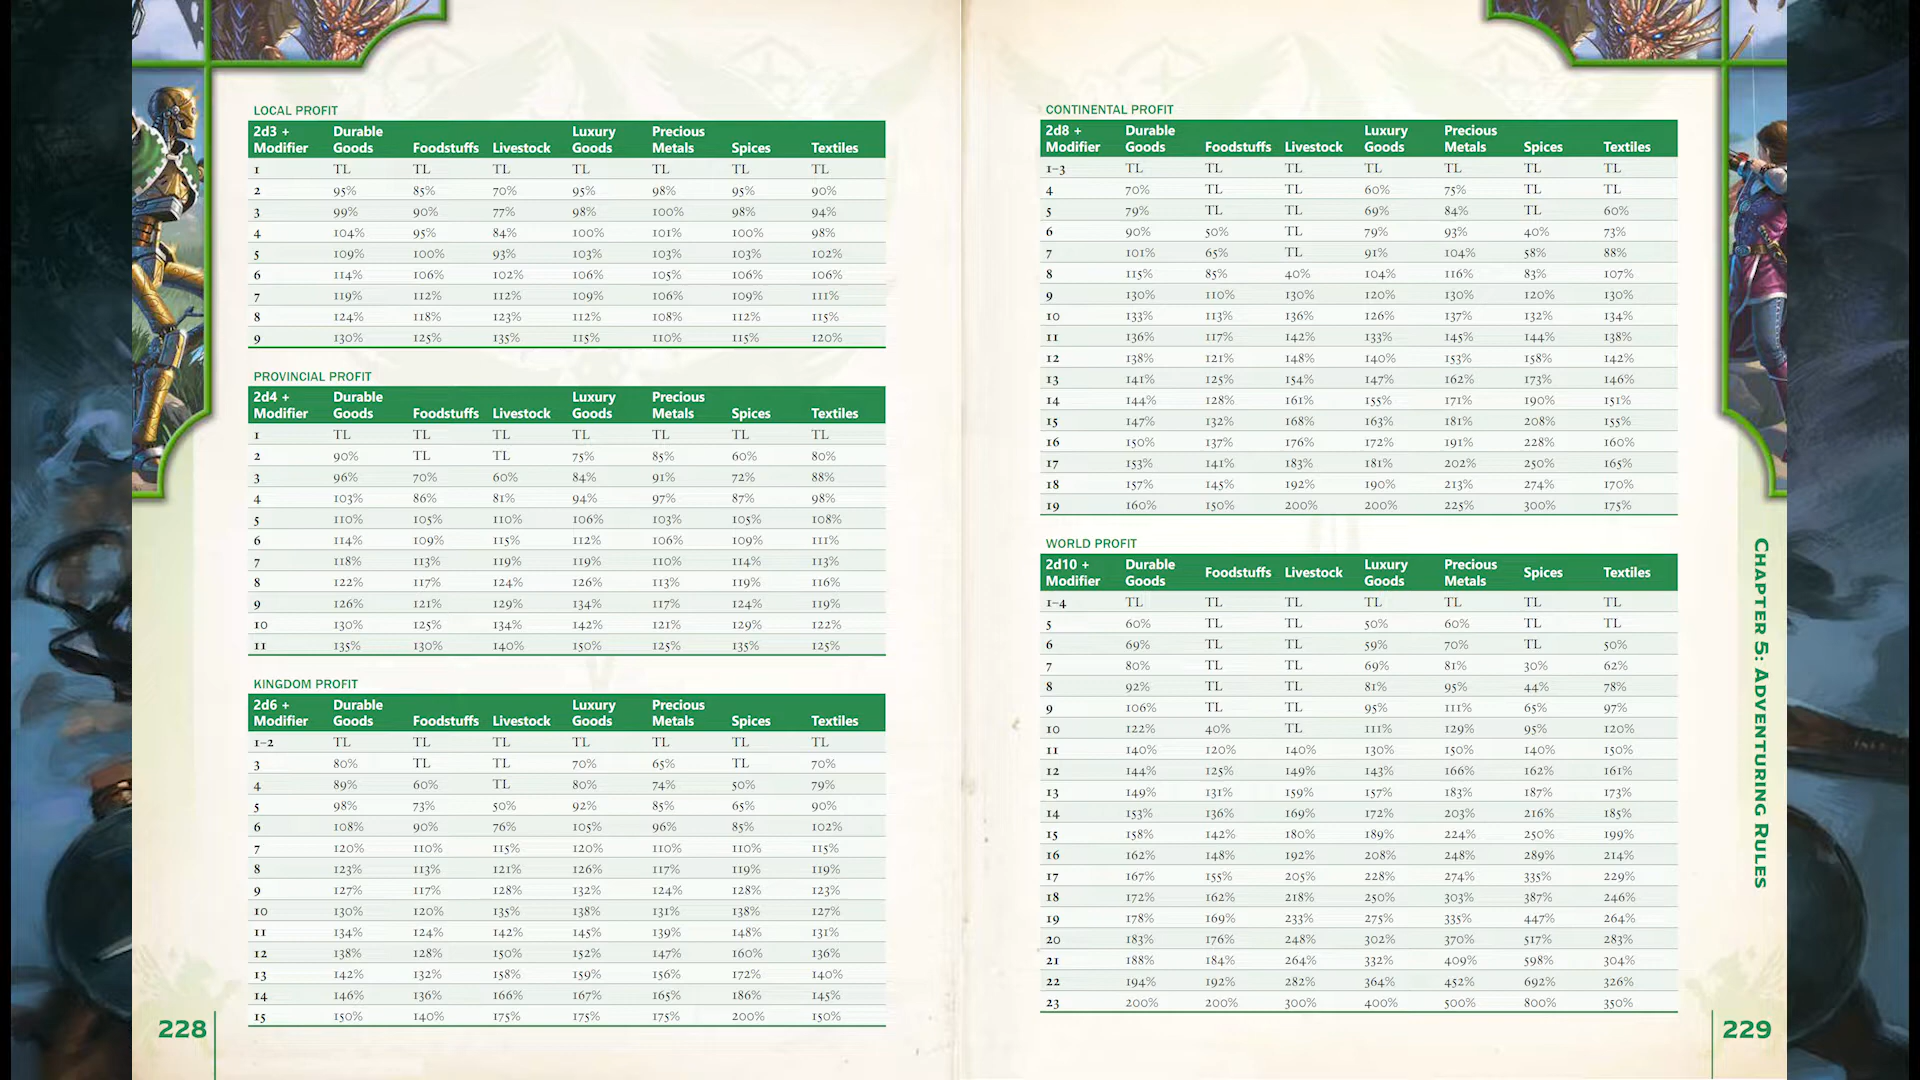 LOCAL PROFIT
2d3 + Modifier Durable Goods Foodstuffs Livestock Luxury Goods Precious Metals Spices Textiles
1 TL TL TL TL TL TL TL
2 95% 85% 70% 95% 98% 95% 90%
3 99% 90% 77% 98% 100% 98% 94%
4 104% 95% 84% 100% 101% 100% 98%
5 109% 100% 93% 103% 103% 103% 102%
6 114% 106% 102% 106% 105% 106% 106%
7 119% 112% 112% 109% 106% 109% 111%
8 124% 118% 123% 112% 108% 112% 115%
9 130% 125% 135% 115% 110% 115% 120%
PROVINCIAL PROFIT
2d4 + Modifier Durable Goods Foodstuffs Livestock Luxury Goods Precious Metals Spices Textiles
1 TL TL TL TL TL TL TL
2 90% TL TL 75% 85% 60% 80%
3 96% 70% 60% 84% 91% 72% 88%
4 103% 86% 81% 94% 97% 87% 98%
5 110% 105% 110% 106% 103% 105% 108%
6 114% 109% 115% 112% 106% 109% 111%
7 118% 113% 119% 119% 110% 114% 113%
8 122% 117% 124% 126% 113% 119% 116%
9 126% 121% 129% 134% 117% 124% 119%
10 130% 125% 134% 142% 121% 129% 122%
11 135% 130% 140% 150% 125% 135% 125%
KINGDOM PROFIT
2d6 + Modifier Durable Goods Foodstuffs Livestock Luxury Goods Precious Metals Spices Textiles
1–2 TL TL TL TL TL TL TL
3 80% TL TL 70% 65% TL 70%
4 89% 60% TL 80% 74% 50% 79%
5 98% 73% 50% 92% 85% 65% 90%
6 108% 90% 76% 105% 96% 85% 102%
7 120% 110% 115% 120% 110% 110% 115%
8 123% 113% 121% 126% 117% 119% 119%
9 127% 117% 128% 132% 124% 128% 123%
10 130% 120% 135% 138% 131% 138% 127%
11 134% 124% 142% 145% 139% 148% 131%
12 138% 128% 150% 152% 147% 160% 136%
13 142% 132% 158% 159% 156% 172% 140%
14 146% 136% 166% 167% 165% 186% 145%
15 150% 140% 175% 175% 175% 200% 150%
228
CONTINENTAL PROFIT
2d8 + Modifier Durable Goods Foodstuffs Livestock Luxury Goods Precious Metals Spices Textiles
1–3 TL TL TL TL TL TL TL
4 70% TL TL 60% 75% TL TL
5 79% TL TL 69% 84% TL 60%
6 90% 50% TL 79% 93% 40% 73%
7 101% 65% TL 91% 104% 58% 88%
8 115% 85% 40% 104% 116% 83% 107%
9 130% 110% 130% 120% 130% 120% 130%
10 133% 113% 136% 126% 137% 132% 134%
11 136% 117% 142% 133% 145% 144% 138%
12 138% 121% 148% 140% 153% 158% 142%
13 141% 125% 154% 147% 162% 173% 146%
14 144% 128% 161% 155% 171% 190% 151%
15 147% 132% 168% 163% 181% 208% 155%
16 150% 137% 176% 172% 191% 228% 160%
17 153% 141% 183% 181% 202% 250% 165%
18 157% 145% 192% 190% 213% 274% 170%
19 160% 150% 200% 200% 225% 300% 175%
WORLD PROFIT
2d10 + Modifier Durable Goods Foodstuffs Livestock Luxury Goods Precious Metals Spices Textiles
1–4 TL TL TL TL TL TL TL
5 60% TL TL 50% 60% TL TL
6 69% TL TL 59% 70% TL 50%
7 80% TL TL 69% 81% 30% 62%
8 92% TL TL 81% 95% 44% 78%
9 106% TL TL 95% 111% 65% 97%
10 122% 40% TL 111% 129% 95% 120%
11 140% 120% 140% 130% 150% 140% 150%
12 144% 125% 149% 143% 166% 162% 161%
13 149% 131% 159% 157% 183% 187% 173%
14 153% 136% 169% 172% 203% 216% 185%
15 158% 142% 180% 189% 224% 250% 199%
16 162% 148% 192% 208% 248% 289% 214%
17 167% 155% 205% 228% 274% 335% 229%
18 172% 162% 218% 250% 303% 387% 246%
19 178% 169% 233% 275% 335% 447% 264%
20 183% 176% 248% 302% 370% 517% 283%
21 188% 184% 264% 332% 409% 598% 304%
22 194% 192% 282% 364% 452% 692% 326%
23 200% 200% 300% 400% 500% 800% 350%
CHAPTER 5: ADVENTURING RULES
229